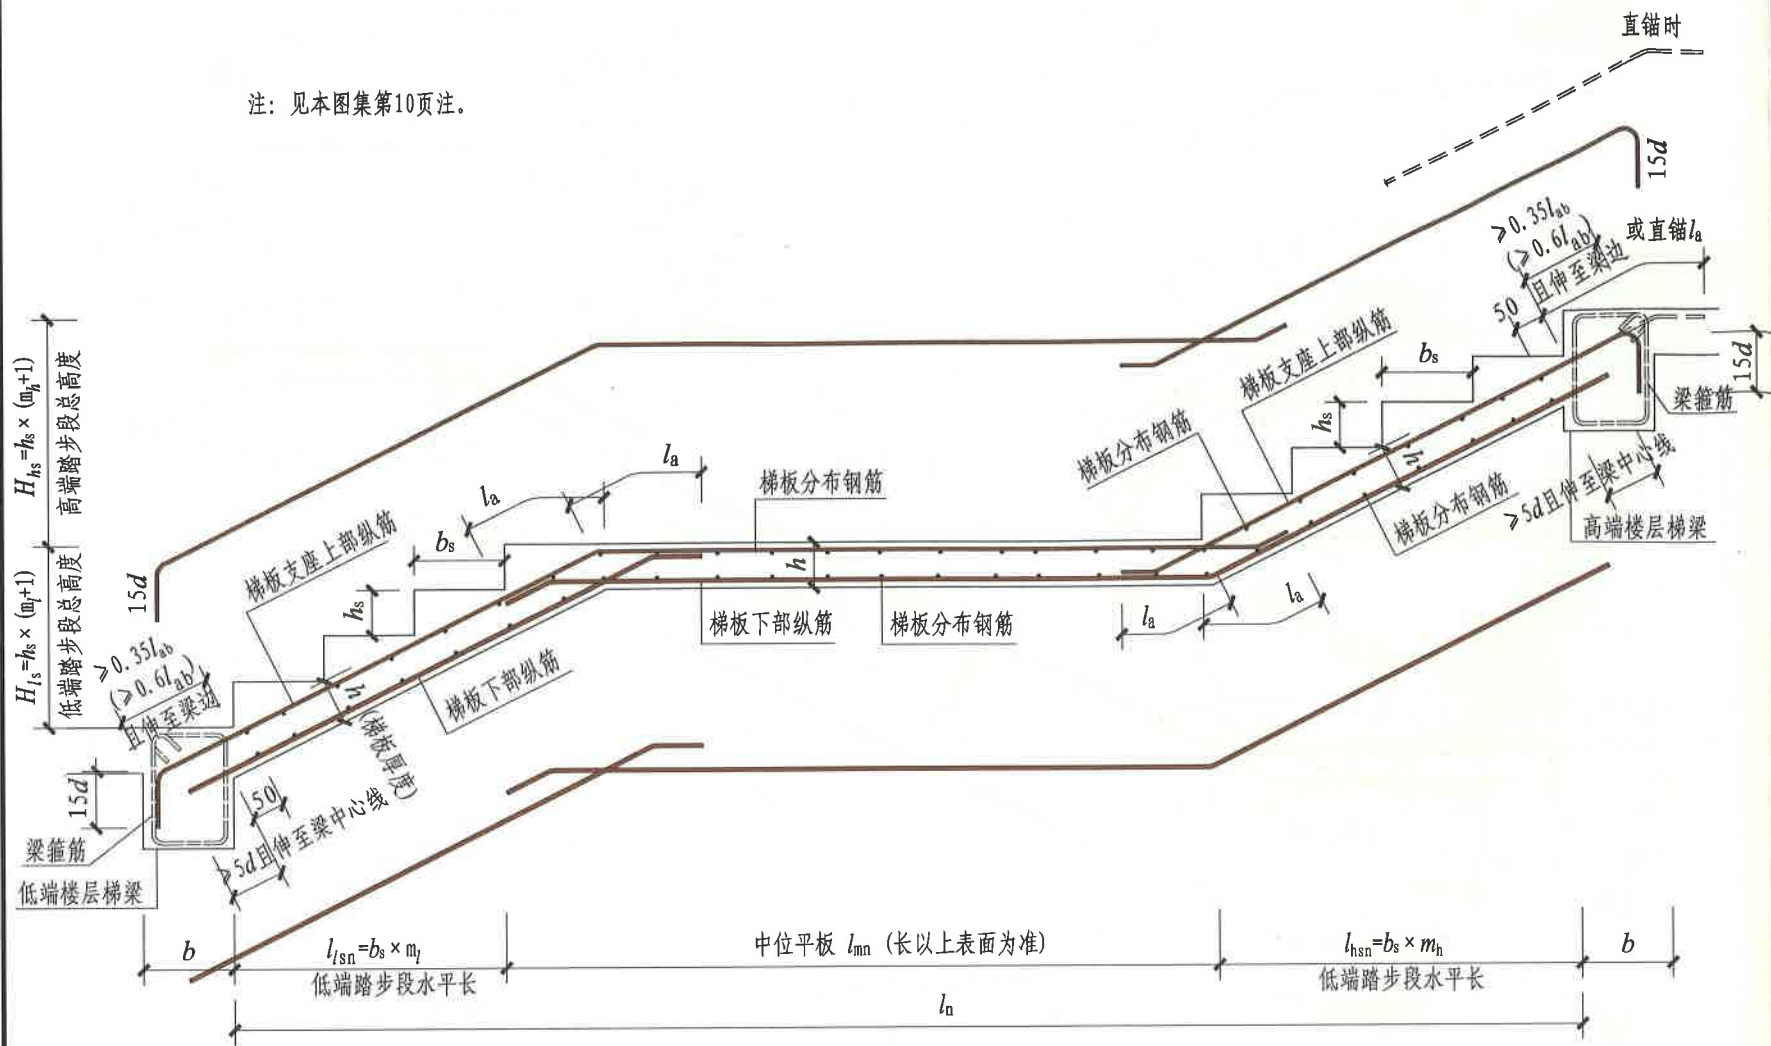 直锚时
注: 见本图集第10页注。
15d
≥0.35lab
(≥0.6lab)
且伸至梁边
或直锚la
50
Hhs=hs×(mh+1)
高端踏步段总高度
bs
hs
梯板支座上部纵筋
梯板分布钢筋
15d
梁箍筋
la
la
梯板分布钢筋
h
梯板分布钢筋
≥5d且伸至梁中心线
高端楼层梯梁
Hls=hs×(ml+1)
低端踏步段总高度
15d
梯板支座上部纵筋
bs
hs
h
la
la
梯板下部纵筋
梯板分布钢筋
≥0.35lab
(≥0.6lab)
且伸至梁边
h
(梯板厚度)
梯板下部纵筋
15d
50
≥5d且伸至梁中心线
梁箍筋
低端楼层梯梁
b
llsn=bs×ml
低端踏步段水平长
中位平板 lmn (长以上表面为准)
lhsn=bs×mh
低端踏步段水平长
b
ln